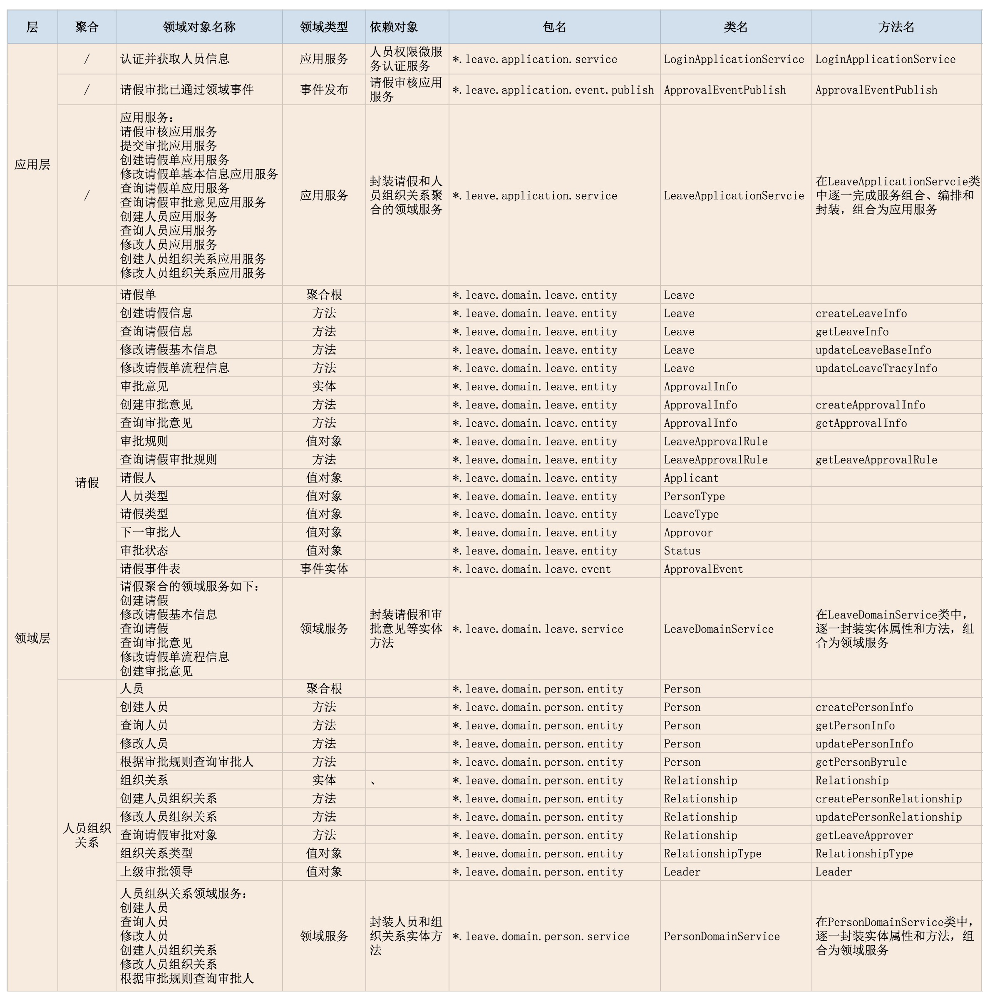 层 聚合 领域对象名称 领域类型 依赖对象 包名 类名 方法名
应用层
/ 认证并获取人员信息 应用服务 人员权限微服
务认证服务 *.leave.application.service LoginApplicationService LoginApplicationService
/ 请假审批已通过领域事件 事件发布 请假审核应用
服务 *.leave.application.event.publish ApprovalEventPublish ApprovalEventPublish
/
应用服务：
请假审核应用服务
提交审批应用服务
创建请假单应用服务
修改请假单基本信息应用服务
查询请假单应用服务
查询请假审批意见应用服务
创建人员应用服务
查询人员应用服务
修改人员应用服务
创建人员组织关系应用服务
修改人员组织关系应用服务
应用服务
封装请假和人
员组织关系聚
合的领域服务
*.leave.application.service
LeaveApplicationServcie
在LeaveApplicationServcie类
中逐一完成服务组合、编排和
封装，组合为应用服务
领域层
请假
请假单 聚合根 *.leave.domain.leave.entity Leave
创建请假信息 方法 *.leave.domain.leave.entity Leave createLeaveInfo
查询请假信息 方法 *.leave.domain.leave.entity Leave getLeaveInfo
修改请假基本信息 方法 *.leave.domain.leave.entity Leave updateLeaveBaseInfo
修改请假单流程信息 方法 *.leave.domain.leave.entity Leave updateLeaveTracyInfo
审批意见 实体 *.leave.domain.leave.entity ApprovalInfo
创建审批意见 方法 *.leave.domain.leave.entity ApprovalInfo createApprovalInfo
查询审批意见 方法 *.leave.domain.leave.entity ApprovalInfo getApprovalInfo
审批规则 值对象 *.leave.domain.leave.entity LeaveApprovalRule
查询请假审批规则 方法 *.leave.domain.leave.entity LeaveApprovalRule getLeaveApprovalRule
请假人 值对象 *.leave.domain.leave.entity Applicant
人员类型 值对象 *.leave.domain.leave.entity PersonType
请假类型 值对象 *.leave.domain.leave.entity LeaveType
下一审批人 值对象 *.leave.domain.leave.entity Approvor
审批状态 值对象 *.leave.domain.leave.entity Status
请假事件表 事件实体 *.leave.domain.leave.event ApprovalEvent
请假聚合的领域服务如下：
创建请假
修改请假基本信息
查询请假
查询审批意见
修改请假单流程信息
创建审批意见
领域服务
封装请假和审
批意见等实体
方法
*.leave.domain.leave.service
LeaveDomainService
在LeaveDomainService类中，
逐一封装实体属性和方法，组
合为领域服务
人员组织
关系
人员 聚合根 *.leave.domain.person.entity Person
创建人员 方法 *.leave.domain.person.entity Person createPersonInfo
查询人员 方法 *.leave.domain.person.entity Person getPersonInfo
修改人员 方法 *.leave.domain.person.entity Person updatePersonInfo
根据审批规则查询审批人 方法 *.leave.domain.person.entity Person getPersonByrule
组织关系 实体 、 *.leave.domain.person.entity Relationship Relationship
创建人员组织关系 方法 *.leave.domain.person.entity Relationship createPersonRelationship
修改人员组织关系 方法 *.leave.domain.person.entity Relationship updatePersonRelationship
查询请假审批对象 方法 *.leave.domain.person.entity Relationship getLeaveApprover
组织关系类型 值对象 *.leave.domain.person.entity RelationshipType RelationshipType
上级审批领导 值对象 *.leave.domain.person.entity Leader Leader
人员组织关系领域服务：
创建人员
查询人员
修改人员
创建人员组织关系
修改人员组织关系
根据审批规则查询审批人
领域服务
封装人员和组
织关系实体方
法
*.leave.domain.person.service
PersonDomainService
在PersonDomainService类中，
逐一封装实体属性和方法，组
合为领域服务